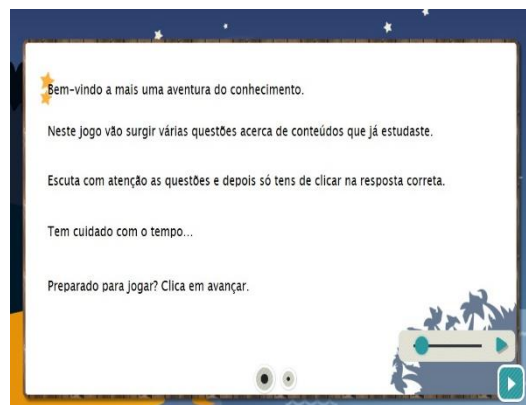 Bem-vindo a mais uma aventura do conhecimento.
Neste jogo vão surgir várias questões acerca de conteúdos que já estudaste.
Escuta com atenção as questões e depois só tens de clicar na resposta correta.
Tem cuidado com o tempo...
Preparado para jogar? Clica em avançar.